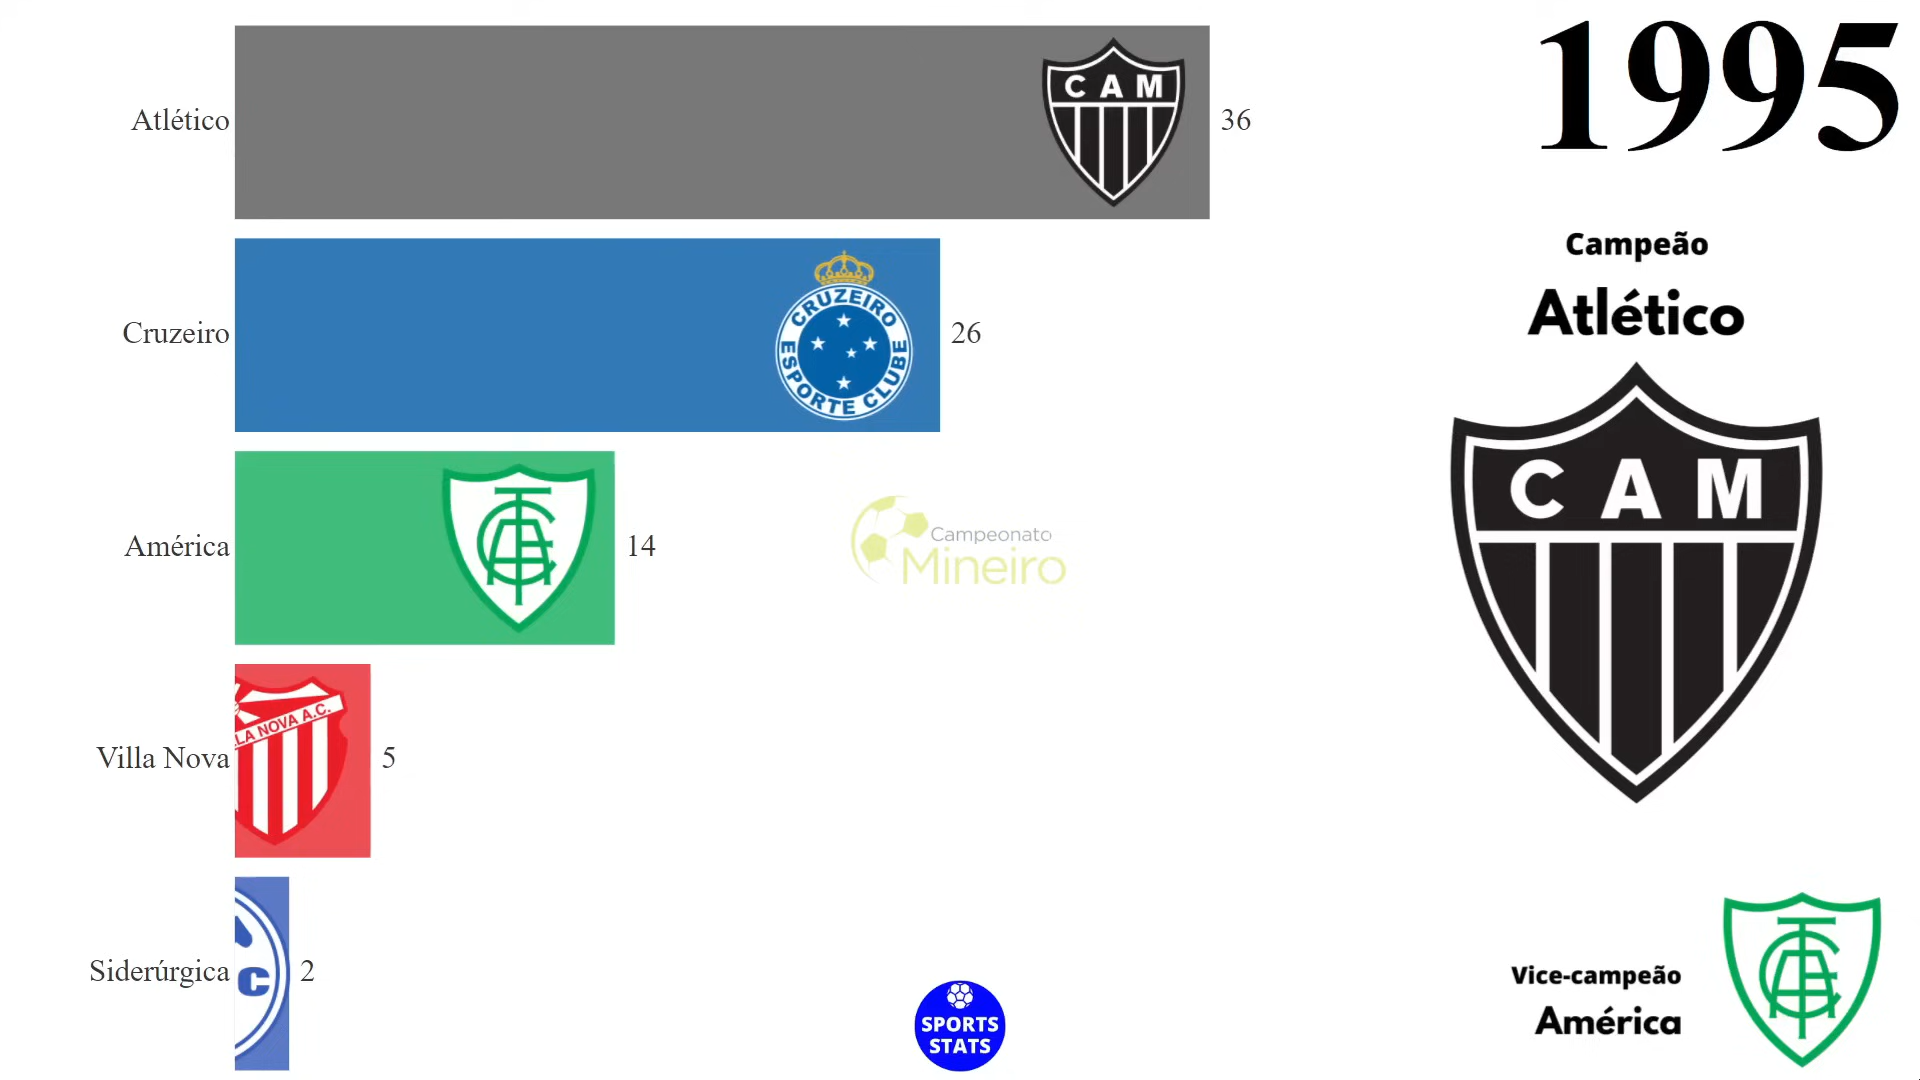 1995
Atlético
C A M
36
Campeão
Atlético
C A M
Cruzeiro
CRUZEIRO
ESPORTE CLUBE
26
América
14
Campeonato
Mineiro
Villa Nova
LA NOVA A.C.
5
Siderúrgica
C
2
SPORTS
STATS
Vice-campeão
América